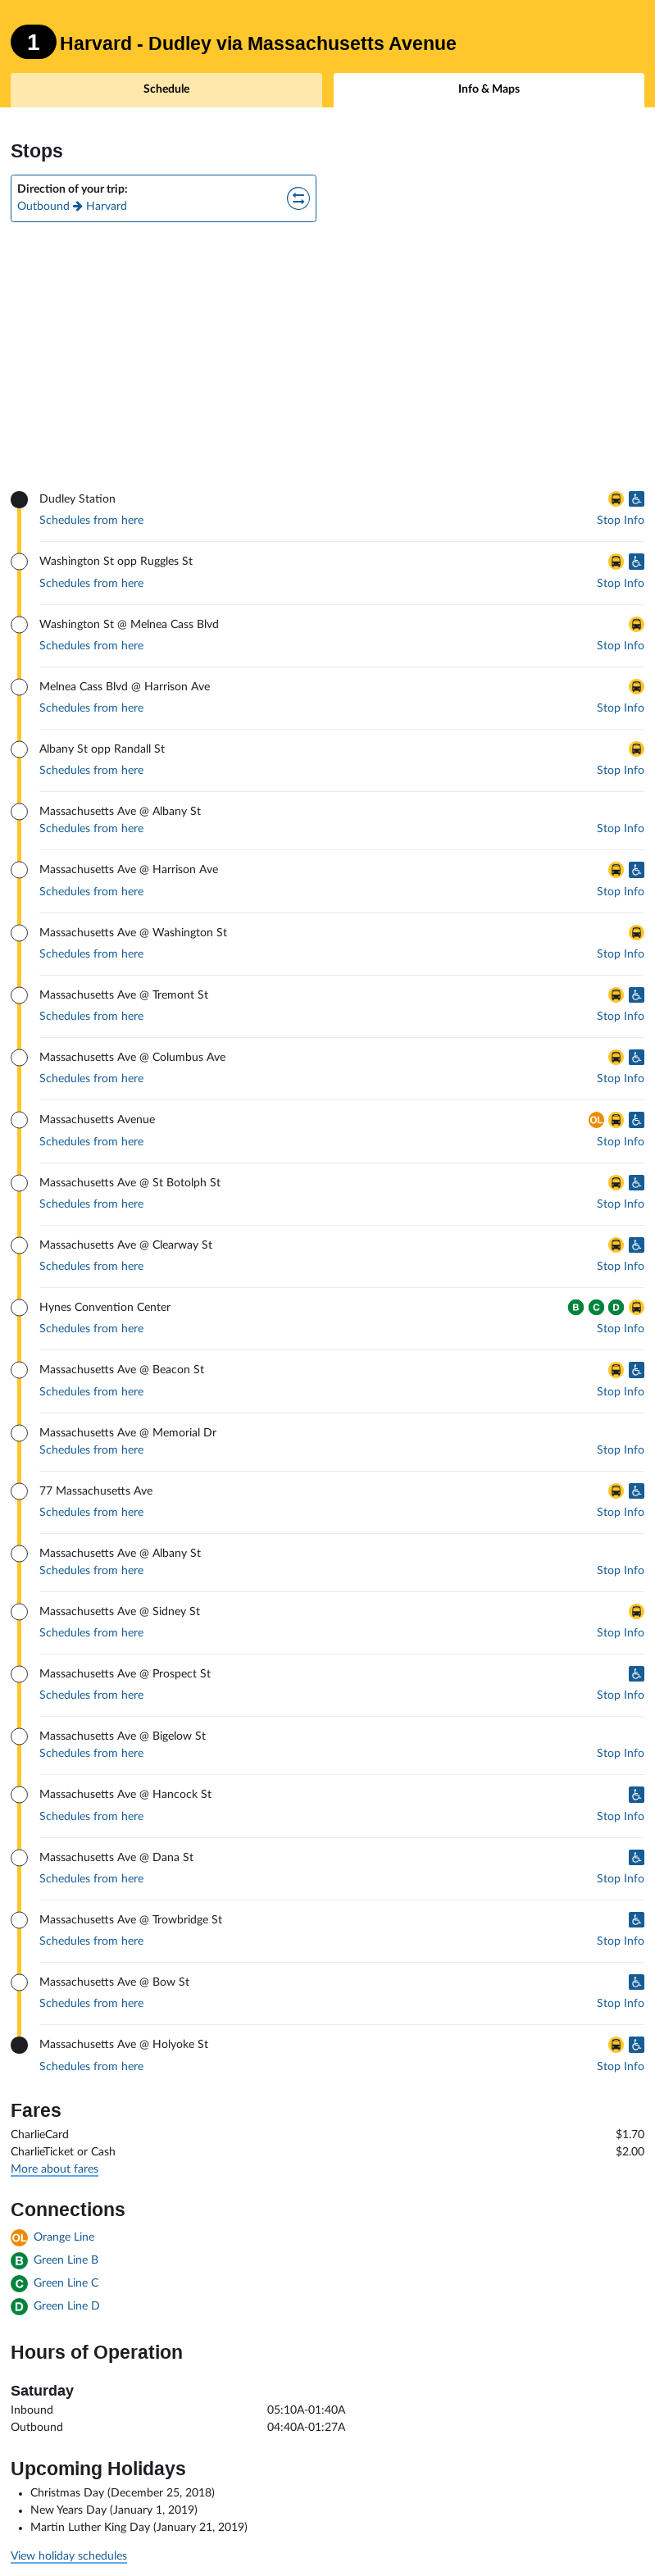 1 Harvard - Dudley via Massachusetts Avenue
Schedule Info & Maps
Stops
Direction of your trip:
Outbound → Harvard
Dudley Station
Schedules from here Stop Info
Washington St opp Ruggles St
Schedules from here Stop Info
Washington St @ Melnea Cass Blvd
Schedules from here Stop Info
Melnea Cass Blvd @ Harrison Ave
Schedules from here Stop Info
Albany St opp Randall St
Schedules from here Stop Info
Massachusetts Ave @ Albany St
Schedules from here Stop Info
Massachusetts Ave @ Harrison Ave
Schedules from here Stop Info
Massachusetts Ave @ Washington St
Schedules from here Stop Info
Massachusetts Ave @ Tremont St
Schedules from here Stop Info
Massachusetts Ave @ Columbus Ave
Schedules from here Stop Info
Massachusetts Avenue OL
Schedules from here Stop Info
Massachusetts Ave @ St Botolph St
Schedules from here Stop Info
Massachusetts Ave @ Clearway St
Schedules from here Stop Info
Hynes Convention Center B C D
Schedules from here Stop Info
Massachusetts Ave @ Beacon St
Schedules from here Stop Info
Massachusetts Ave @ Memorial Dr
Schedules from here Stop Info
77 Massachusetts Ave
Schedules from here Stop Info
Massachusetts Ave @ Albany St
Schedules from here Stop Info
Massachusetts Ave @ Sidney St
Schedules from here Stop Info
Massachusetts Ave @ Prospect St
Schedules from here Stop Info
Massachusetts Ave @ Bigelow St
Schedules from here Stop Info
Massachusetts Ave @ Hancock St
Schedules from here Stop Info
Massachusetts Ave @ Dana St
Schedules from here Stop Info
Massachusetts Ave @ Trowbridge St
Schedules from here Stop Info
Massachusetts Ave @ Bow St
Schedules from here Stop Info
Massachusetts Ave @ Holyoke St
Schedules from here Stop Info
Fares
CharlieCard $1.70
CharlieTicket or Cash $2.00
More about fares
Connections
OL Orange Line
B Green Line B
C Green Line C
D Green Line D
Hours of Operation
Saturday
Inbound 05:10A-01:40A
Outbound 04:40A-01:27A
Upcoming Holidays
• Christmas Day (December 25, 2018)
• New Years Day (January 1, 2019)
• Martin Luther King Day (January 21, 2019)
View holiday schedules